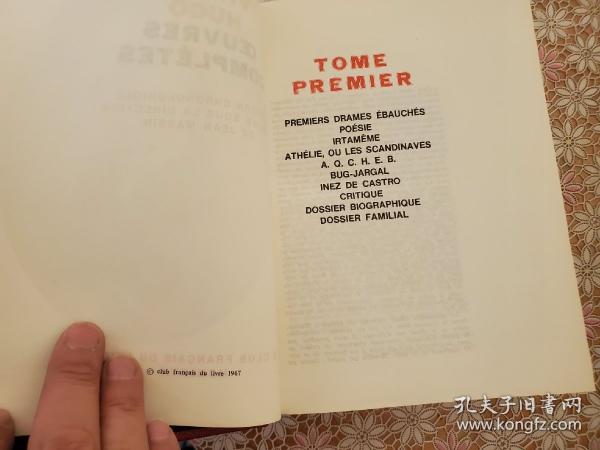 © club français du livre 1967
TOME
PREMIER
PREMIERS DRAMES ÉBAUCHÉS
POÉSIE
IRTAMÈME
ATHÉLIE, OU LES SCANDINAVES
A. Q. C. H. E. B.
BUG-JARGAL
INEZ DE CASTRO
CRITIQUE
DOSSIER BIOGRAPHIQUE
DOSSIER FAMILIAL
孔夫子旧书网
www.kongfz.com